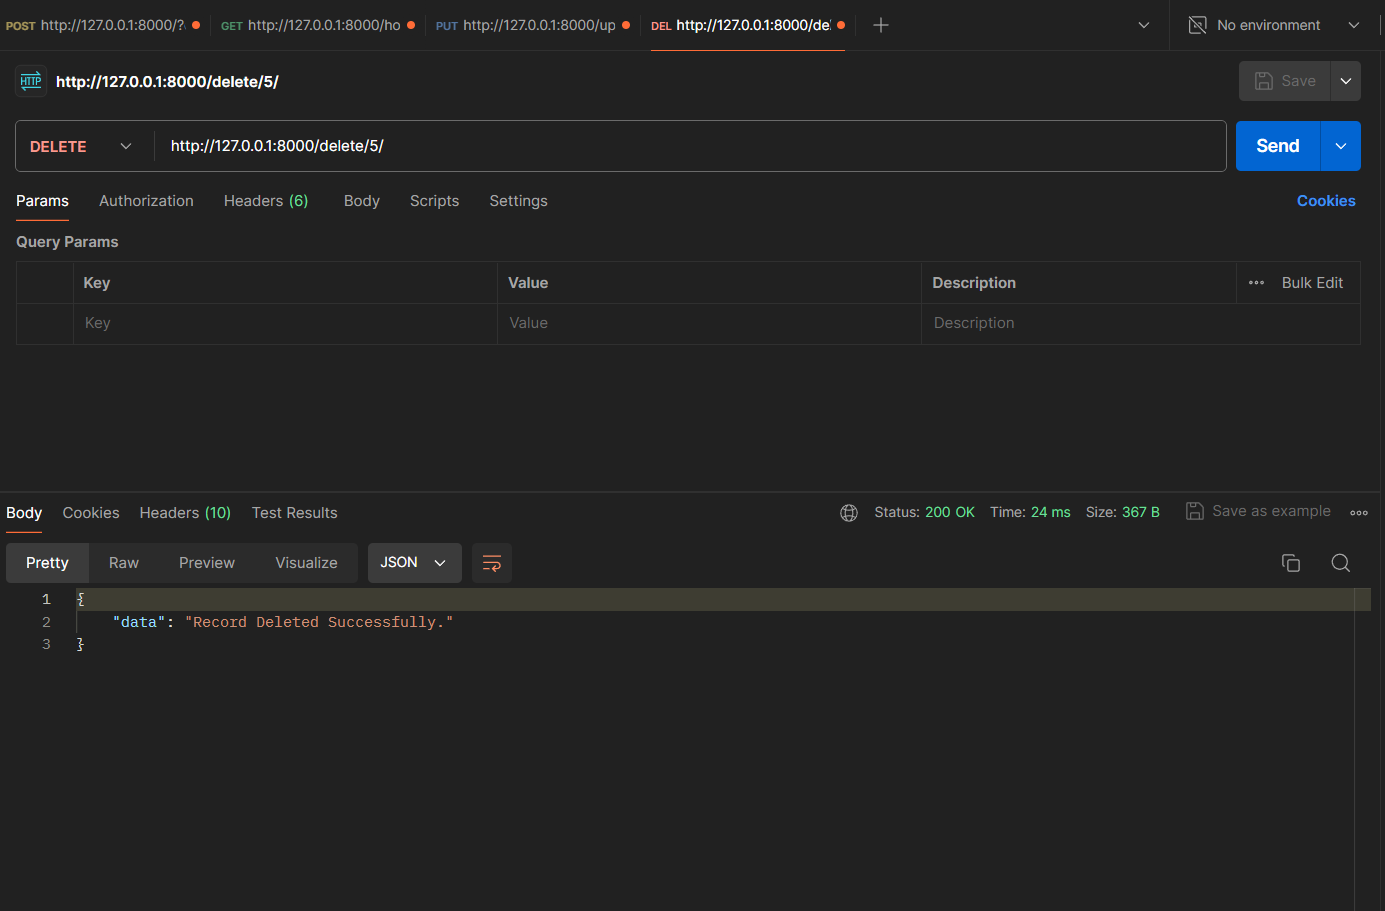 POST http://127.0.0.1:8000/? GET http://127.0.0.1:8000/ho PUT http://127.0.0.1:8000/up DEL http://127.0.0.1:8000/de No environment
HTTP http://127.0.0.1:8000/delete/5/ Save
DELETE http://127.0.0.1:8000/delete/5/ Send
Params Authorization Headers (6) Body Scripts Settings Cookies
Query Params
Key Value Description Bulk Edit
Key Value Description
Body Cookies Headers (10) Test Results Status: 200 OK Time: 24 ms Size: 367 B Save as example
Pretty Raw Preview Visualize JSON
1 {
2 "data": "Record Deleted Successfully."
3 }